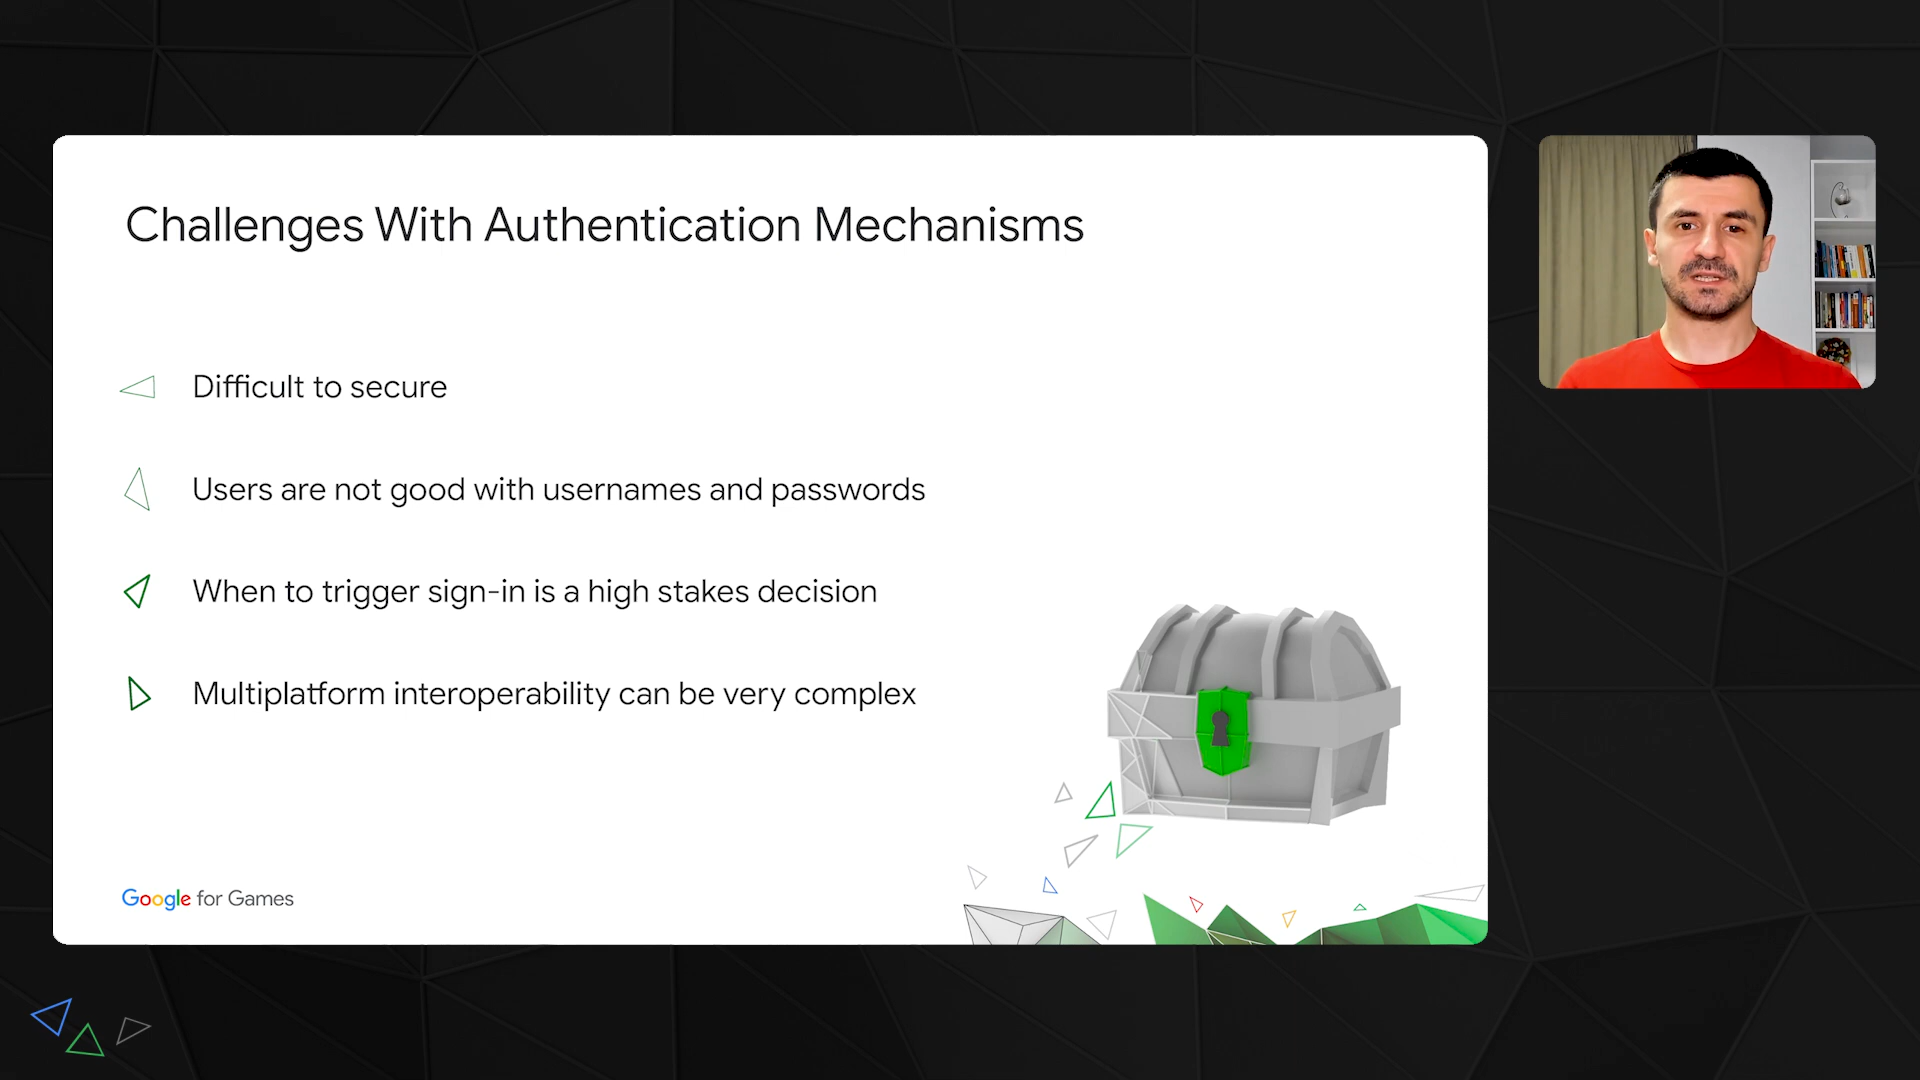 Challenges With Authentication Mechanisms
Difficult to secure
Users are not good with usernames and passwords
When to trigger sign-in is a high stakes decision
Multiplatform interoperability can be very complex
Google for Games